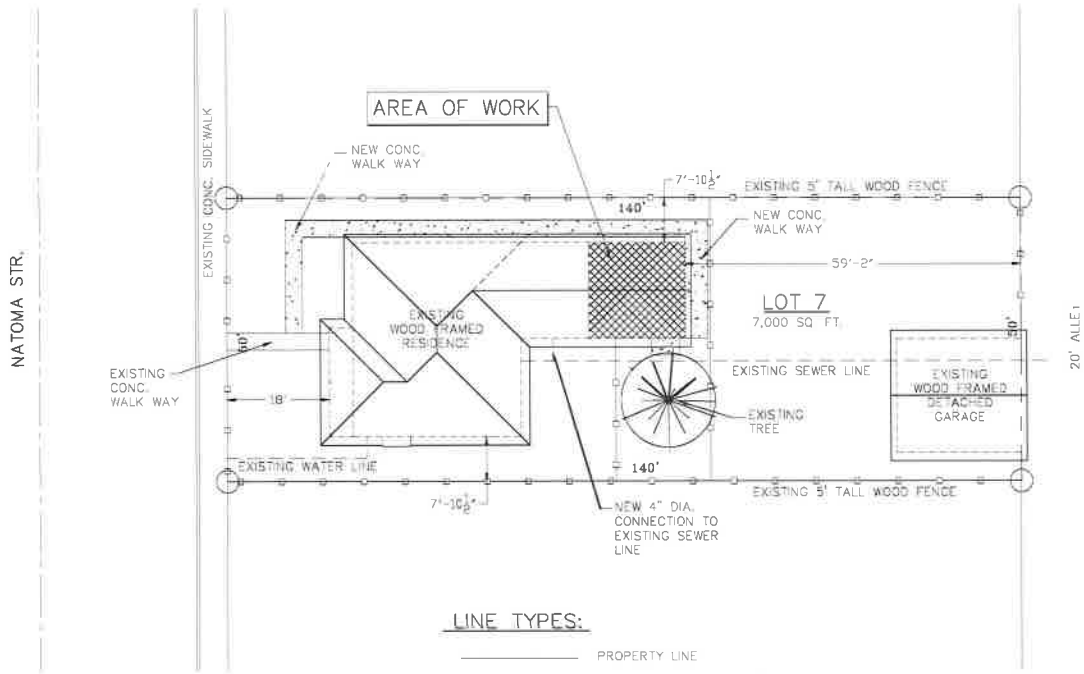 AREA OF WORK
NEW CONC.
WALK WAY
EXISTING CONC. SIDEWALK
NATOMA STR.
7'-10½"
EXISTING 5' TALL WOOD FENCE
140'
NEW CONC.
WALK WAY
59'-2"
LOT 7
7,000 SQ FT.
50'
EXISTING
WOOD FRAMED
RESIDENCE
EXISTING
CONC.
WALK WAY
18'
EXISTING SEWER LINE
EXISTING
TREE
EXISTING
WOOD FRAMED
DETACHED
GARAGE
20'
EXISTING WATER LINE
140'
7'-10½"
EXISTING 5' TALL WOOD FENCE
NEW 4" DIA.
CONNECTION TO
EXISTING SEWER
LINE
LINE TYPES:
PROPERTY LINE